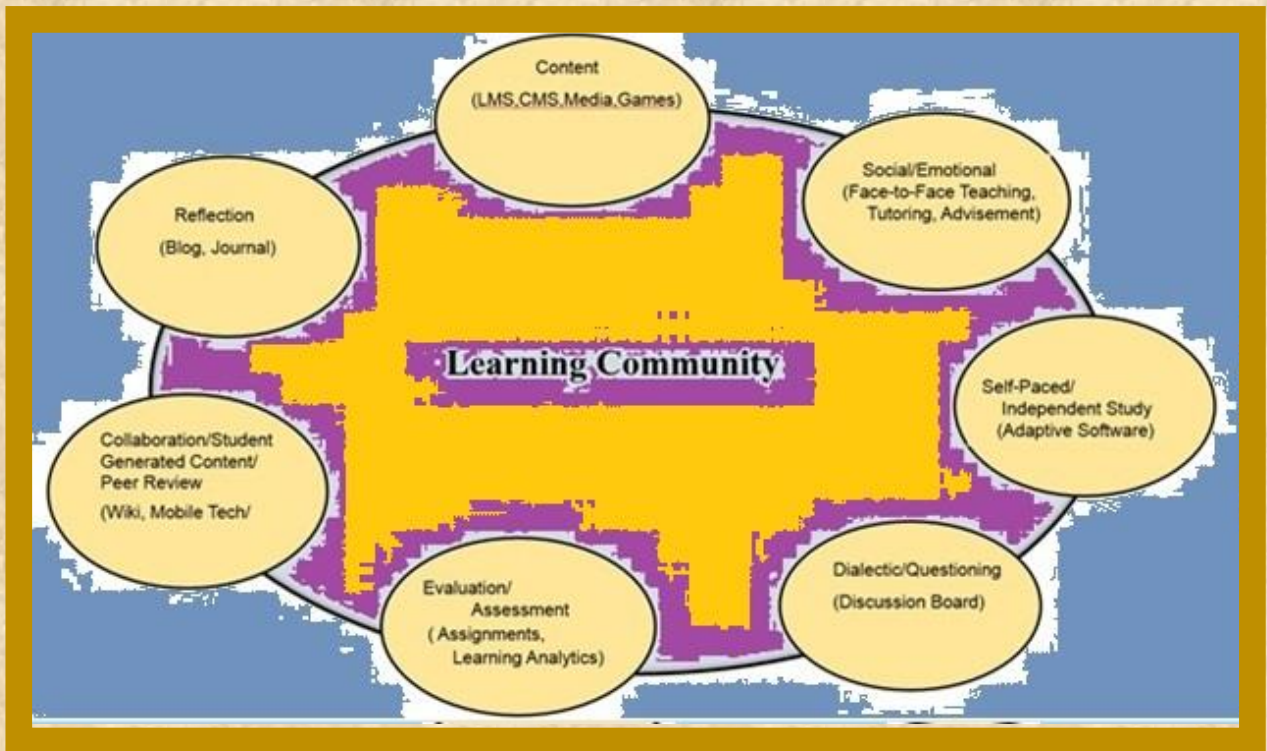 Content
(LMS,CMS,Media,Games)
Social/Emotional
(Face-to-Face Teaching,
Tutoring, Advisement)
Reflection
(Blog, Journal)
Learning Community
Self-Paced/
Independent Study
(Adaptive Software)
Collaboration/Student
Generated Content/
Peer Review
(Wiki, Mobile Tech/
Evaluation/
Assessment
( Assignments,
Learning Analytics)
Dialectic/Questioning
(Discussion Board)